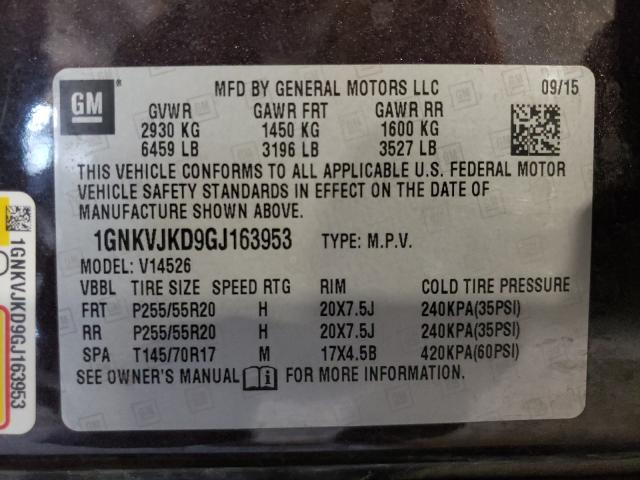 GM
MFD BY GENERAL MOTORS LLC 09/15
GVWR GAWR FRT GAWR RR
2930 KG 1450 KG 1600 KG
6459 LB 3196 LB 3527 LB
THIS VEHICLE CONFORMS TO ALL APPLICABLE U.S. FEDERAL MOTOR
VEHICLE SAFETY STANDARDS IN EFFECT ON THE DATE OF
MANUFACTURE SHOWN ABOVE.
1GNKVJKD9GJ163953 TYPE: M.P.V.
MODEL: V14526
VBBL TIRE SIZE SPEED RTG RIM COLD TIRE PRESSURE
FRT P255/55R20 H 20X7.5J 240KPA(35PSI)
RR P255/55R20 H 20X7.5J 240KPA(35PSI)
SPA T145/70R17 M 17X4.5B 420KPA(60PSI)
SEE OWNER'S MANUAL i FOR MORE INFORMATION.
1GNKVJKD9GJ163953